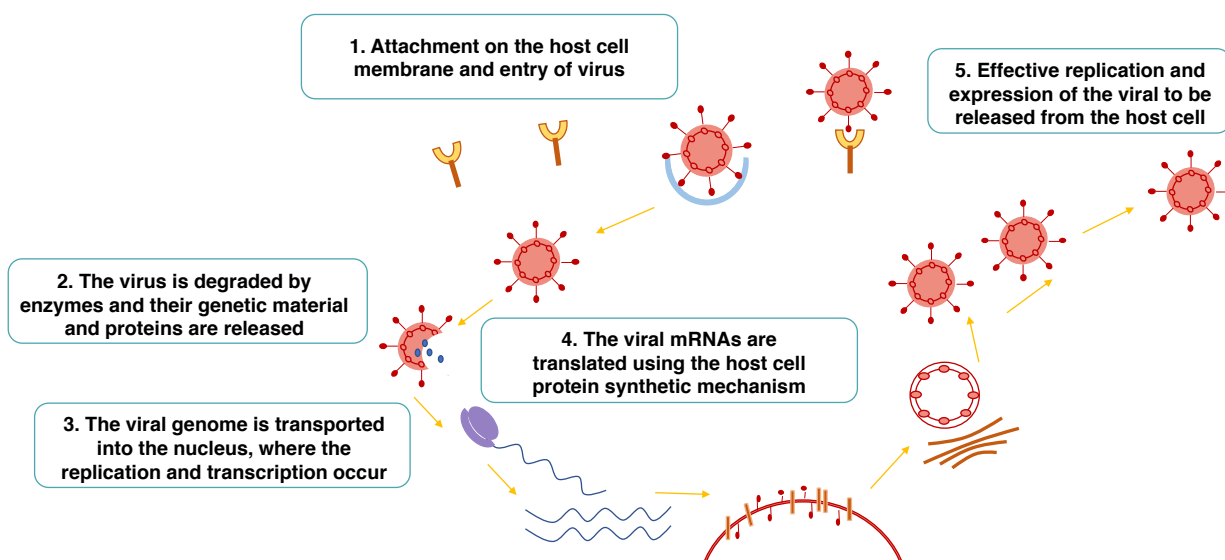 1. Attachment on the host cell
membrane and entry of virus
5. Effective replication and
expression of the viral to be
released from the host cell
2. The virus is degraded by
enzymes and their genetic material
and proteins are released
4. The viral mRNAs are
translated using the host cell
protein synthetic mechanism
3. The viral genome is transported
into the nucleus, where the
replication and transcription occur